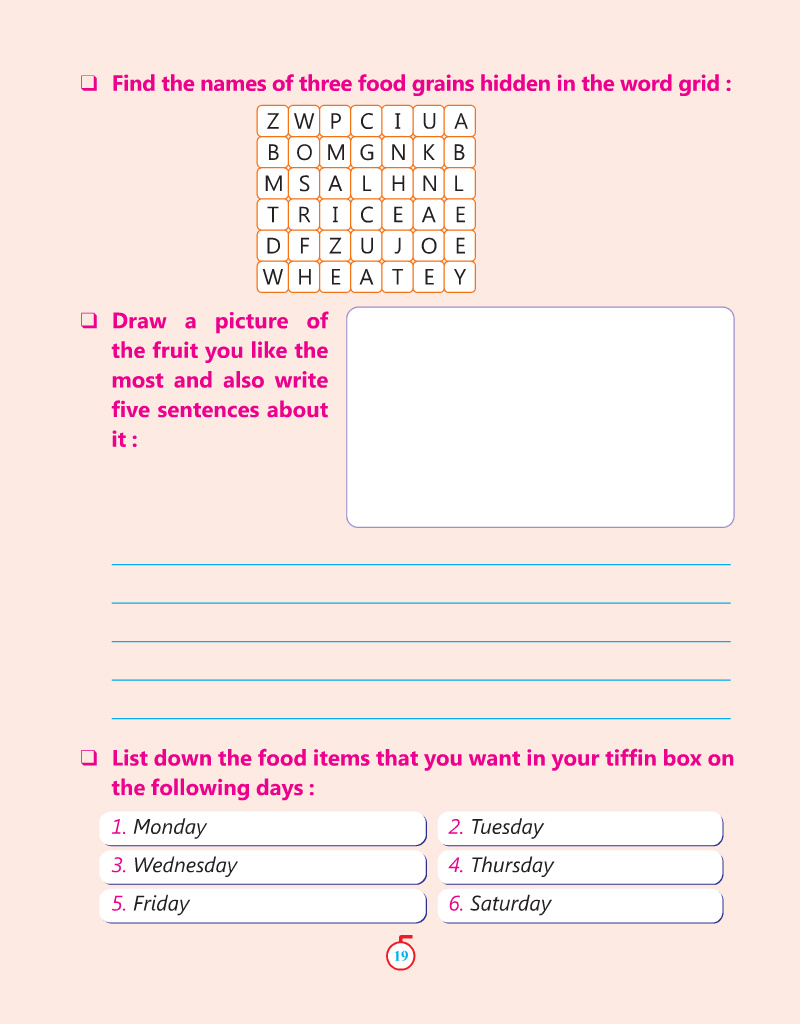 ❑ Find the names of three food grains hidden in the word grid :
Z W P C I U A
B O M G N K B
M S A L H N L
T R I C E A E
D F Z U J O E
W H E A T E Y
❑ Draw a picture of
the fruit you like the
most and also write
five sentences about
it :
❑ List down the food items that you want in your tiffin box on
the following days :
1. Monday 2. Tuesday
3. Wednesday 4. Thursday
5. Friday 6. Saturday
19